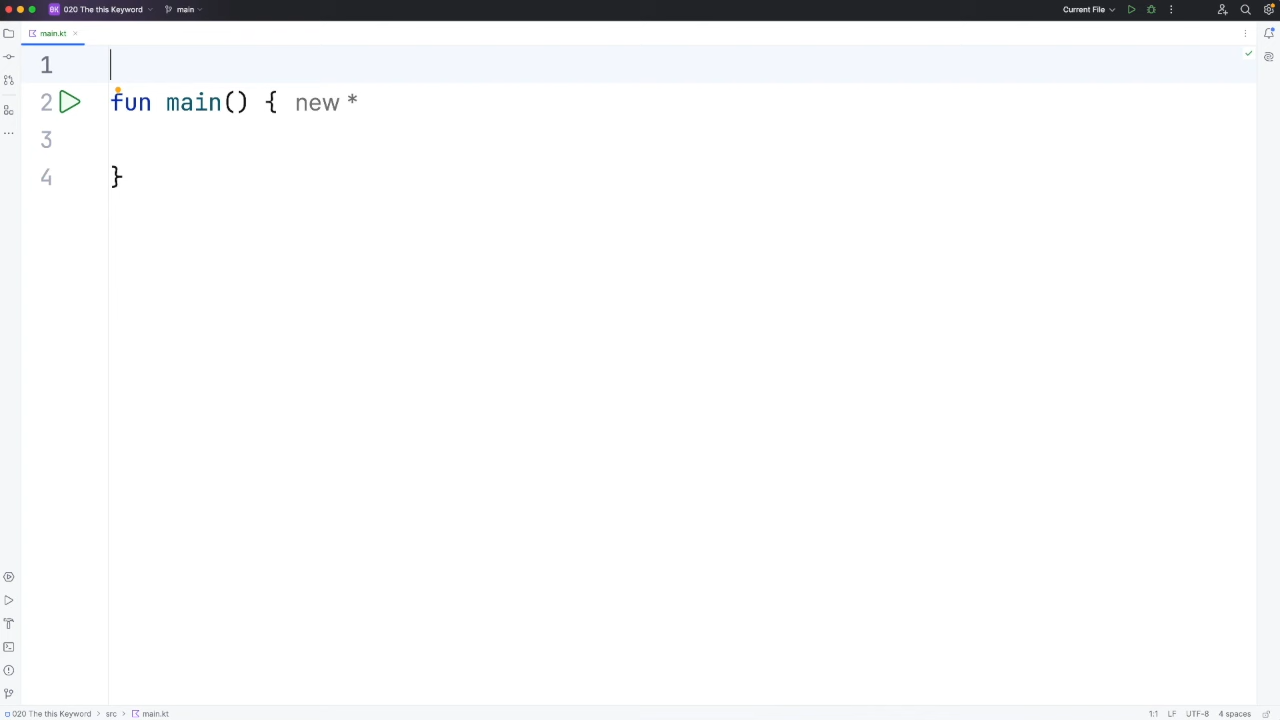 BK 020 The this Keyword main Current File
main.kt
1
2 fun main() { new *
3
4 }
020 The this Keyword > src > main.kt 1:1 LF UTF-8 4 spaces